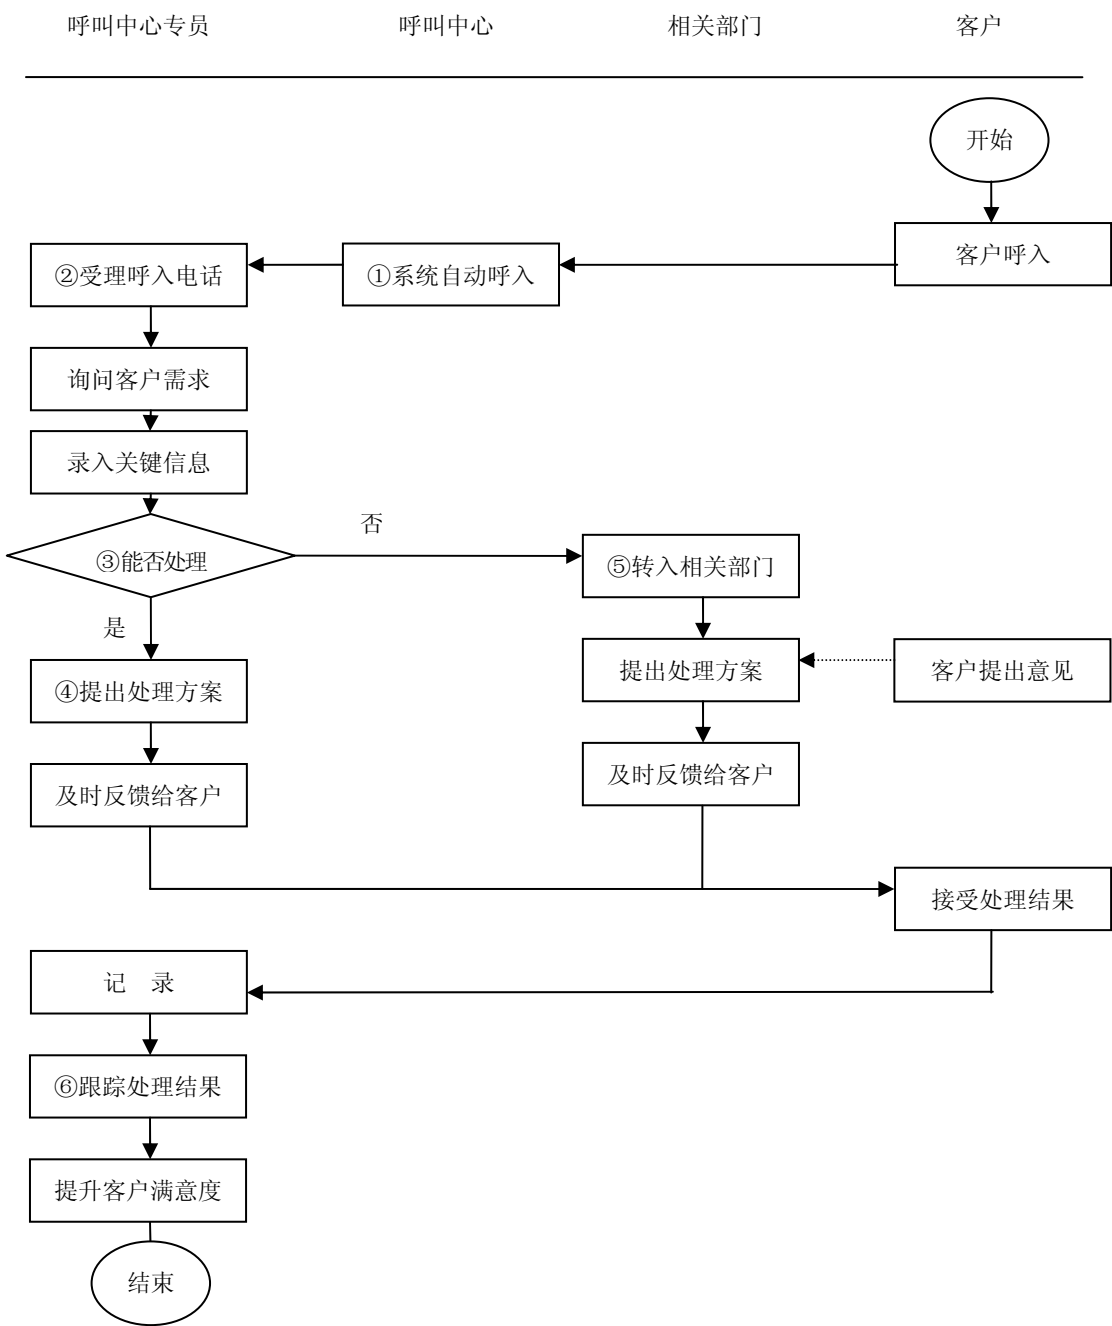 呼叫中心专员
呼叫中心
相关部门
客户
开始
客户呼入
①系统自动呼入
②受理呼入电话
询问客户需求
录入关键信息
③能否处理
否
是
⑤转入相关部门
提出处理方案
客户提出意见
④提出处理方案
及时反馈给客户
及时反馈给客户
接受处理结果
记 录
⑥跟踪处理结果
提升客户满意度
结束